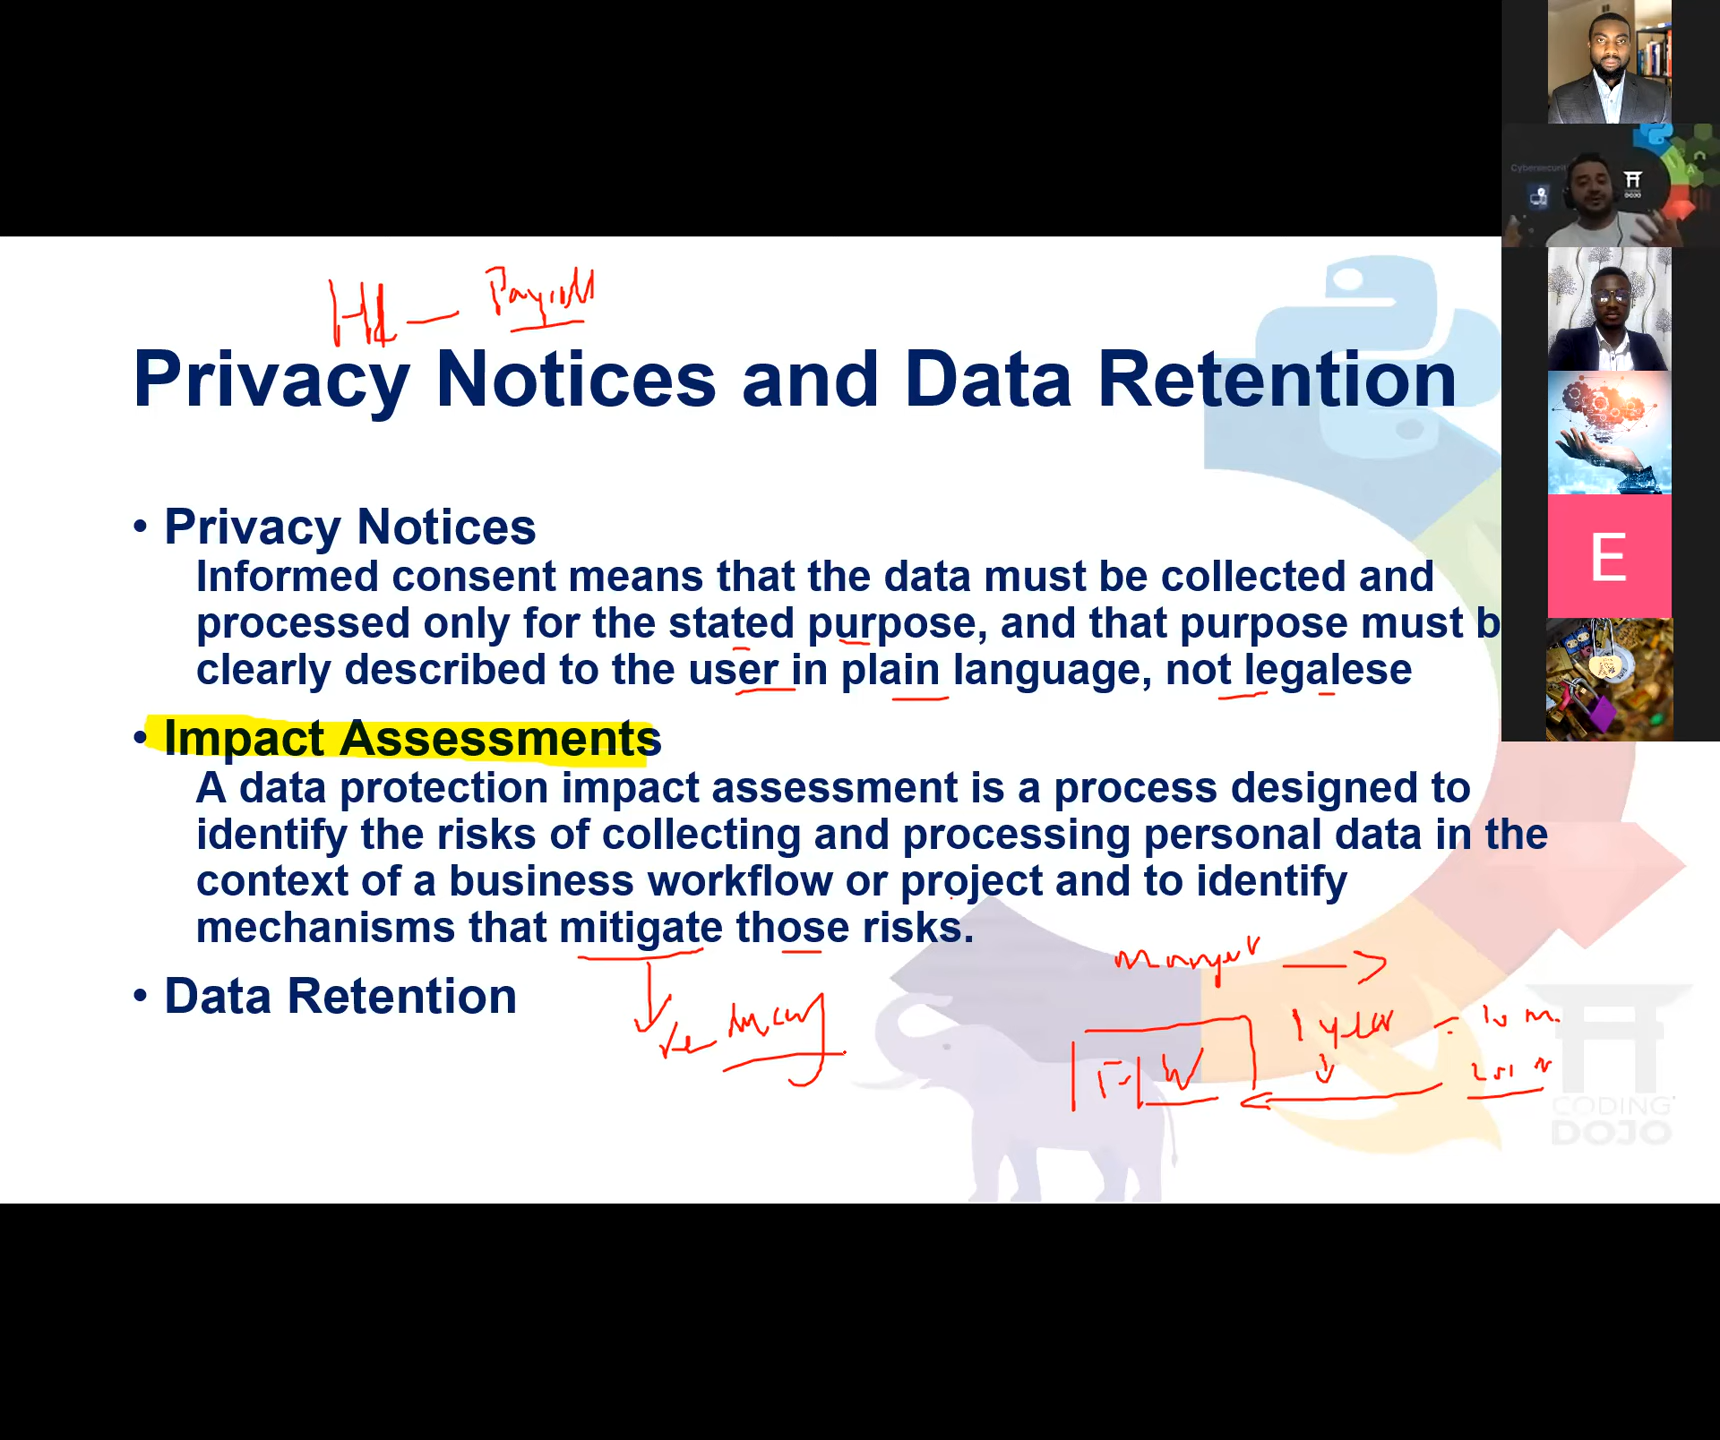 Cybersecuri
CODING
DOJO
Payroll
Privacy Notices and Data Retention
• Privacy Notices
Informed consent means that the data must be collected and
processed only for the stated purpose, and that purpose must b
clearly described to the user in plain language, not legalese
E
• Impact Assessments
A data protection impact assessment is a process designed to
identify the risks of collecting and processing personal data in the
context of a business workflow or project and to identify
mechanisms that mitigate those risks.
• Data Retention
1 year
CODING
DOJO